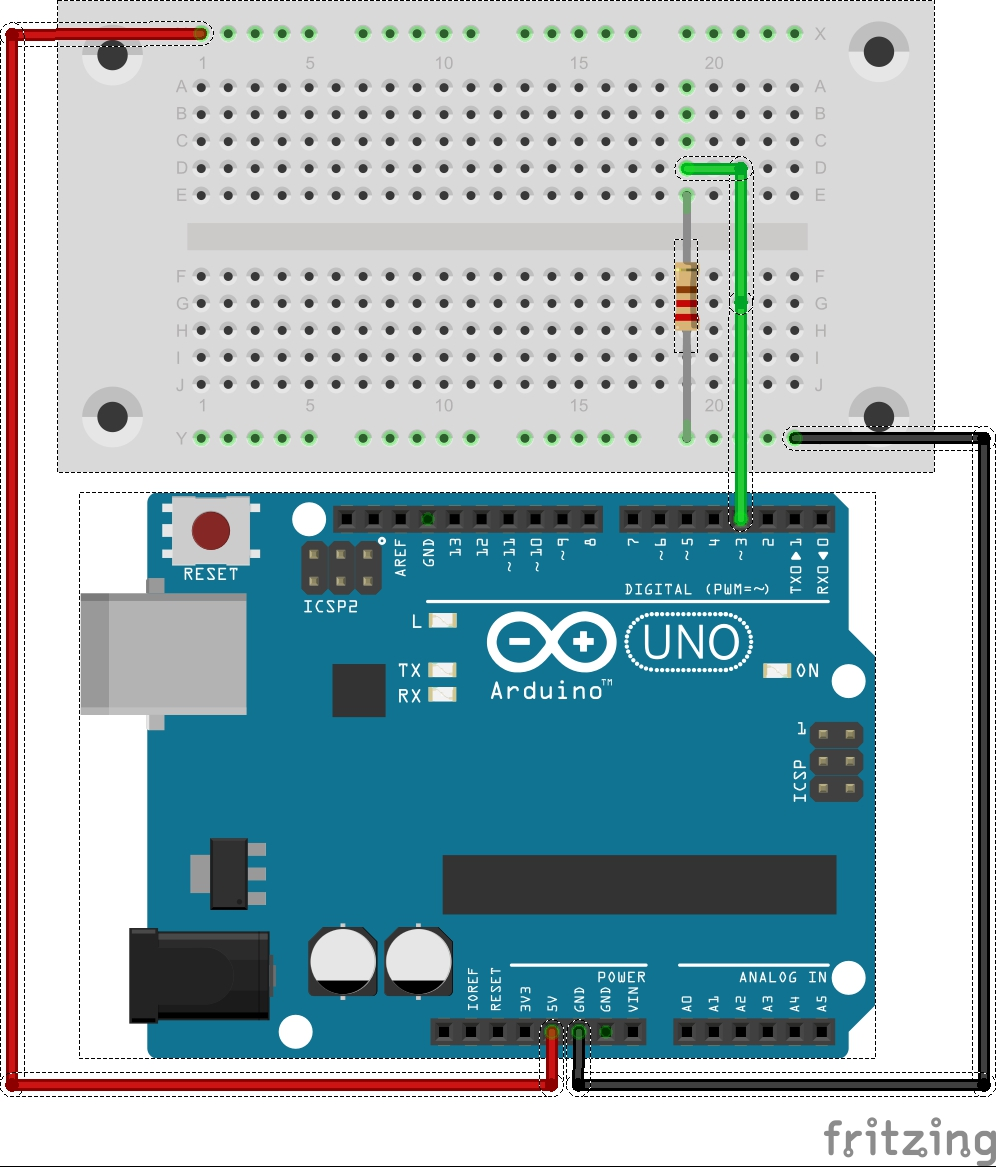 X X
1 5 10 15 20
A A
B B
C C
D D
E E
F F
G G
H H
I I
J J
1 5 10 15 20
Y Y
RESET
ICSP2
AREF
GND
13
12
~11
~10
~9
8
7
~6
~5
4
~3
2
TX0 ▶ 1
RX0 ◀ 0
DIGITAL (PWM=~)
L
TX
RX
UNO
Arduino™
ON
1
ICSP
POWER
ANALOG IN
IOREF
RESET
3V3
5V
GND
GND
VIN
A0
A1
A2
A3
A4
A5
fritzing